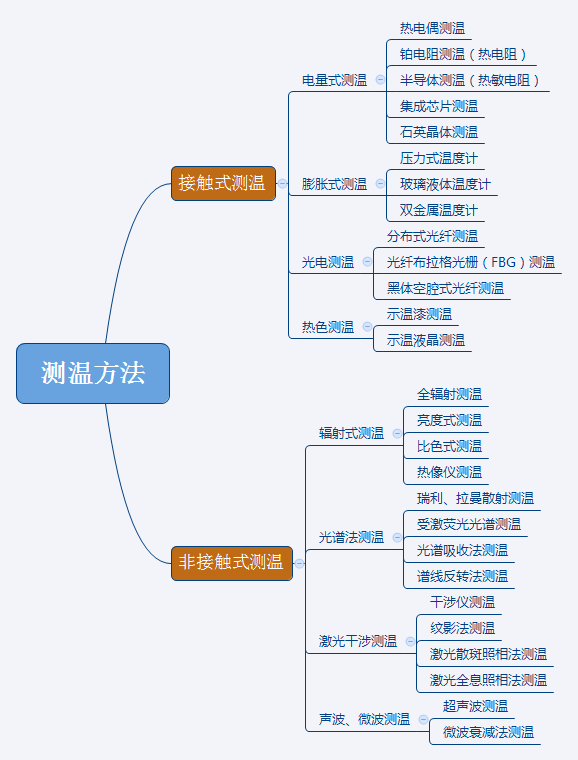 测温方法
接触式测温
电量式测温
热电偶测温
铂电阻测温（热电阻）
半导体测温（热敏电阻）
集成芯片测温
石英晶体测温
膨胀式测温
压力式温度计
玻璃液体温度计
双金属温度计
光电测温
分布式光纤测温
光纤布拉格光栅（FBG）测温
黑体空腔式光纤测温
热色测温
示温漆测温
示温液晶测温
非接触式测温
辐射式测温
全辐射测温
亮度式测温
比色式测温
热像仪测温
光谱法测温
瑞利、拉曼散射测温
受激荧光光谱测温
光谱吸收法测温
谱线反转法测温
激光干涉测温
干涉仪测温
纹影法测温
激光散斑照相法测温
激光全息照相法测温
声波、微波测温
超声波测温
微波衰减法测温